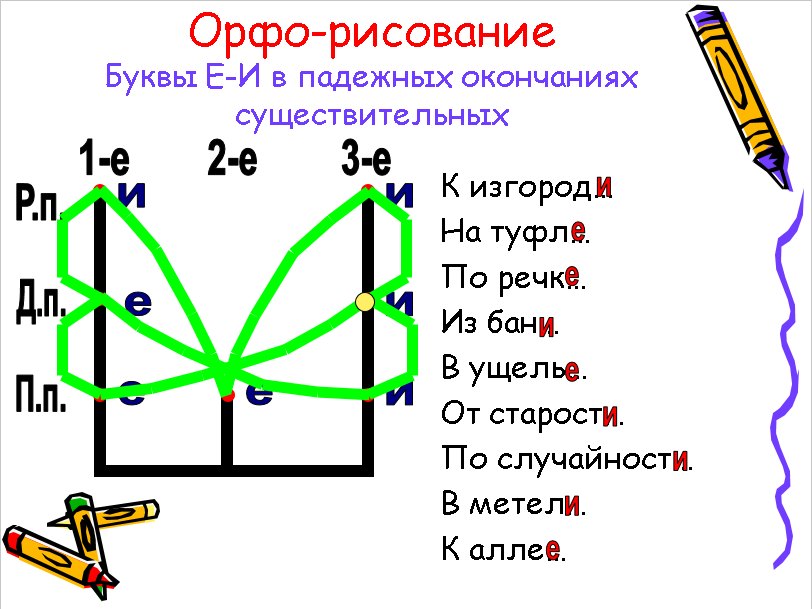 Орфо-рисование
Буквы Е-И в падежных окончаниях
существительных
1-е 2-е 3-е
Р.п. и и
Д.п. е и
П.п. е е и
К изгороди..
На туфле..
По речке..
Из бани.
В ущелье.
От старости.
По случайности.
В метели.
К аллее..